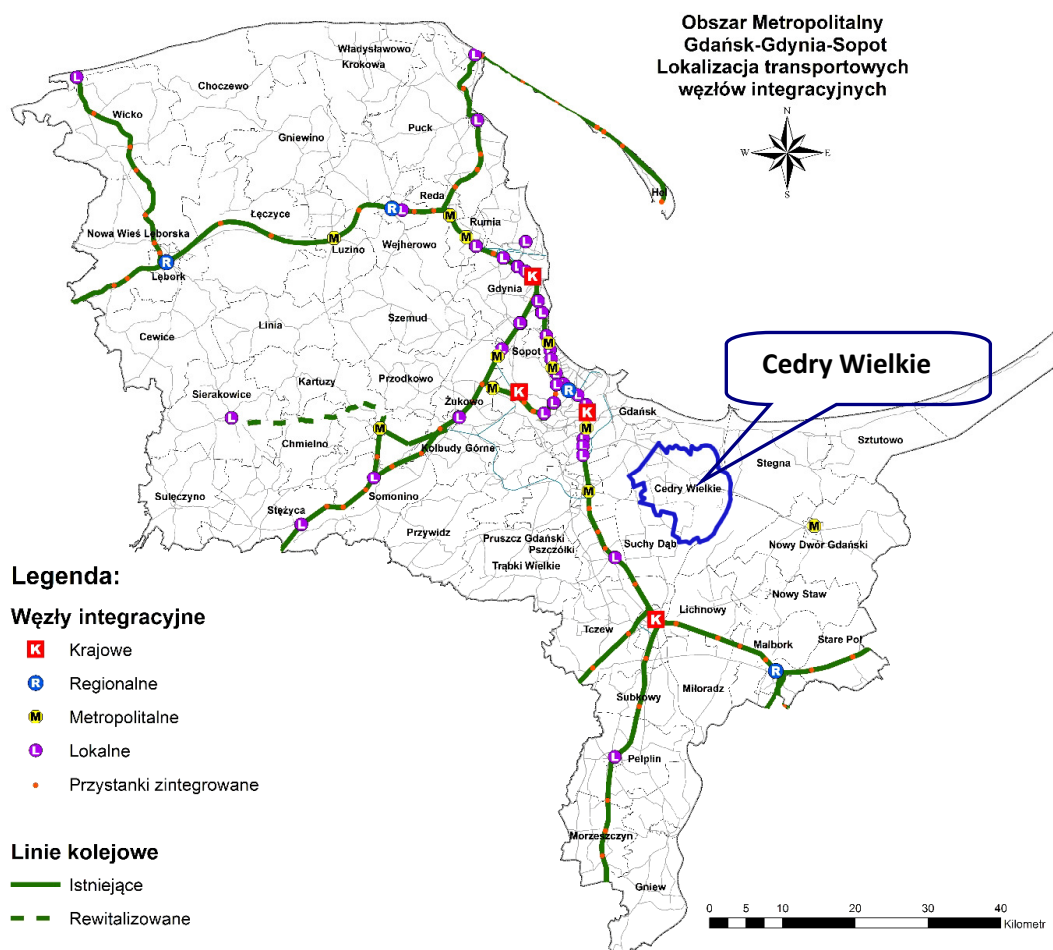 Obszar Metropolitalny
Gdańsk-Gdynia-Sopot
Lokalizacja transportowych
węzłów integracyjnych
N
W
E
S
Władysławowo
Krokowa
L
L
Choczewo
Wicko
L
Puck
Gniewino
Hel
Reda
R
L
Łęczyce
M
Rumia
Nowa Wieś Lęborska
M
Luzino
Wejherowo
M
L
L
R
Lębork
L
L
K
Gdynia
L
L
Linia
Szemud
L
Cewice
L
M
M
L
Sopot
M
Cedry Wielkie
Kartuzy
Przodkowo
M
K
R
Sierakowice
Żukowo
L
L
L
K
Gdańsk
M
M
Chmielno
Kolbudy Górne
Sztutowo
Stegna
L
Somonino
Cedry Wielkie
Sulęczyno
M
Stężyca
L
M
Przywidz
Pruszcz Gdański
Pszczółki
Suchy Dąb
Nowy Dwór Gdański
Trąbki Wielkie
L
Nowy Staw
Lichnowy
K
Tczew
Malbork
Stare Pol
R
Miłoradz
Subkowy
L
Pelplin
Morzeszczyn
Gniew
Legenda:
Węzły integracyjne
K Krajowe
R Regionalne
M Metropolitalne
L Lokalne
Przystanki zintegrowane
Linie kolejowe
Istniejące
Rewitalizowane
0 5 10 20 30 40
Kilometr